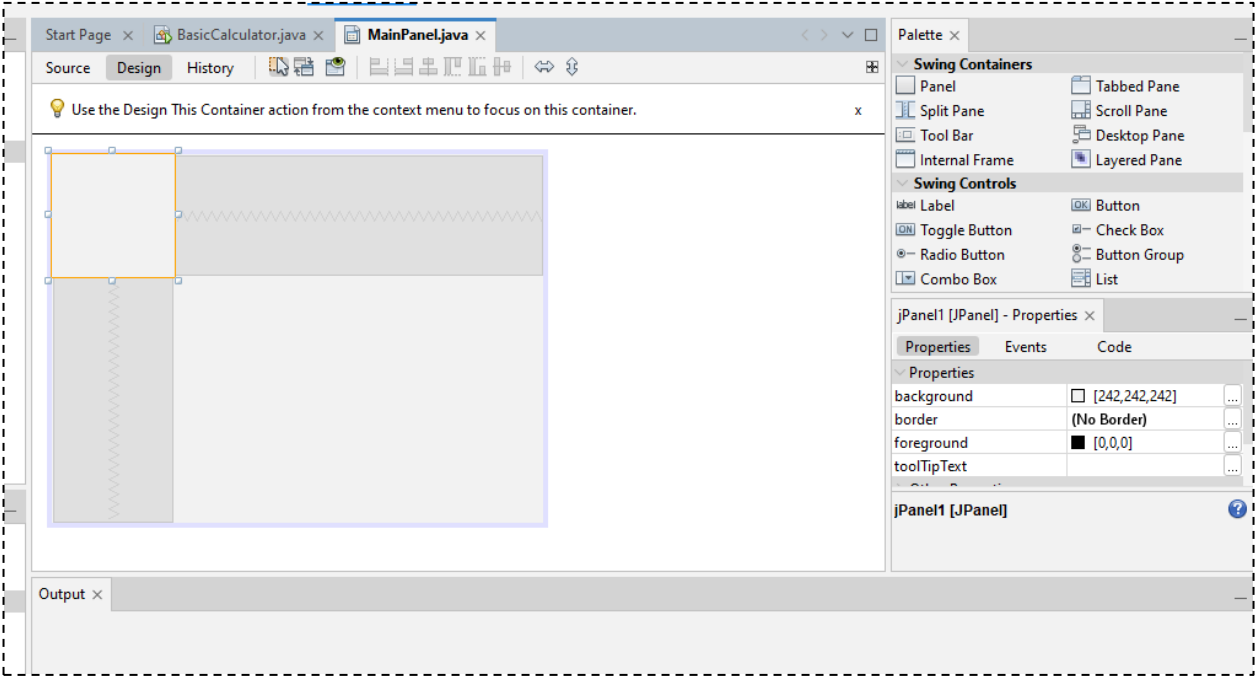 Start Page
BasicCalculator.java
MainPanel.java
Source Design History
Use the Design This Container action from the context menu to focus on this container.
x
Palette
Swing Containers
Panel Tabbed Pane
Split Pane Scroll Pane
Tool Bar Desktop Pane
Internal Frame Layered Pane
Swing Controls
label Label OK Button
ON Toggle Button Check Box
Radio Button Button Group
Combo Box List
jPanel1 [JPanel] - Properties
Properties Events Code
Properties
background [242,242,242] ...
border (No Border) ...
foreground [0,0,0] ...
toolTipText ...
jPanel1 [JPanel]
?
Output